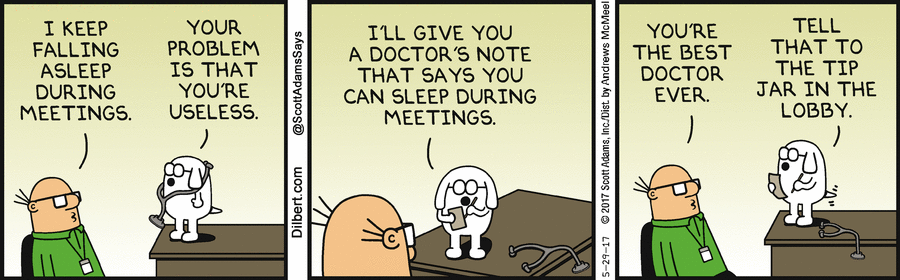 I KEEP
FALLING
ASLEEP
DURING
MEETINGS.
YOUR
PROBLEM
IS THAT
YOU'RE
USELESS.
Dilbert.com @ScottAdamsSays
I'LL GIVE YOU
A DOCTOR'S NOTE
THAT SAYS YOU
CAN SLEEP DURING
MEETINGS.
5-29-17 © 2017 Scott Adams, Inc./Dist. by Andrews McMeel
YOU'RE
THE BEST
DOCTOR
EVER.
TELL
THAT TO
THE TIP
JAR IN THE
LOBBY.